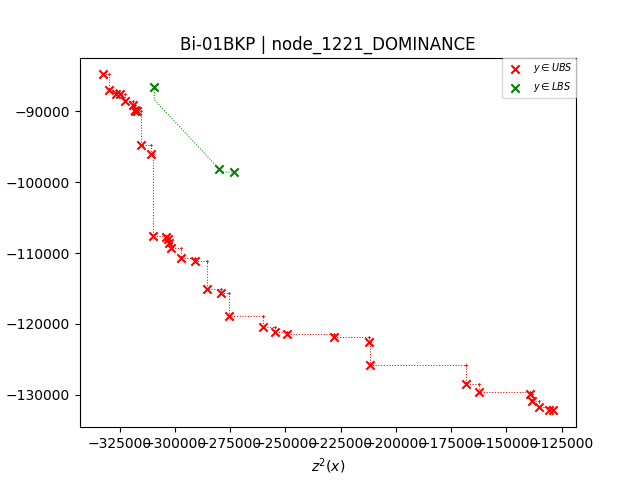 Bi-01BKP | node_1221_DOMINANCE
y ∈ UBS
y ∈ LBS
−90000
−100000
−110000
−120000
−130000
−325000 −300000 −275000 −250000 −225000 −200000 −175000 −150000 −125000
z²(x)